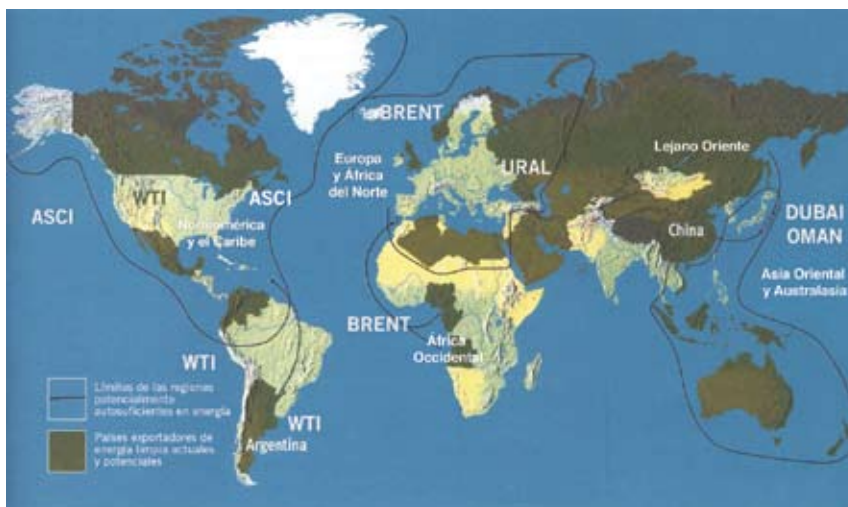 BRENT
Europa
y África
del Norte
URAL
Lejano Oriente
WTI
ASCI
ASCI
Norteamérica
y el Caribe
China
DUBAI
OMAN
Asia Oriental
y Australasia
BRENT
África
Occidental
WTI
WTI
Argentina
Límites de las regiones
potencialmente
autosuficientes en energía
Países exportadores de
energía limpia actuales
y potenciales